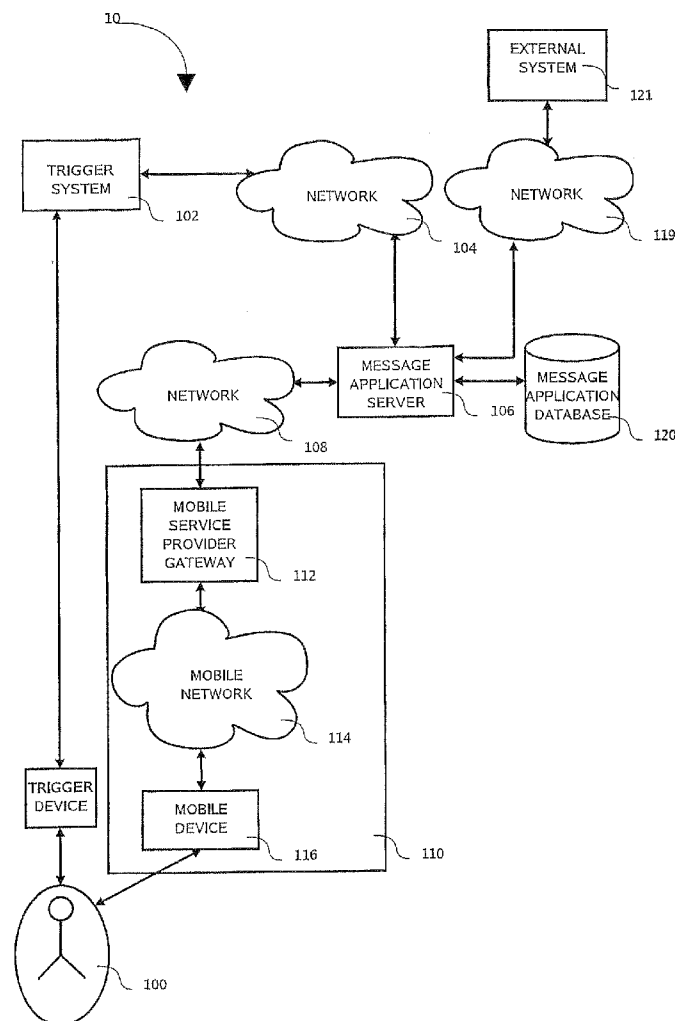 10
EXTERNAL
SYSTEM
121
TRIGGER
SYSTEM
102
NETWORK
104
NETWORK
119
NETWORK
108
MESSAGE
APPLICATION
SERVER
106
MESSAGE
APPLICATION
DATABASE
120
MOBILE
SERVICE
PROVIDER
GATEWAY
112
MOBILE
NETWORK
114
TRIGGER
DEVICE
MOBILE
DEVICE
116
110
100